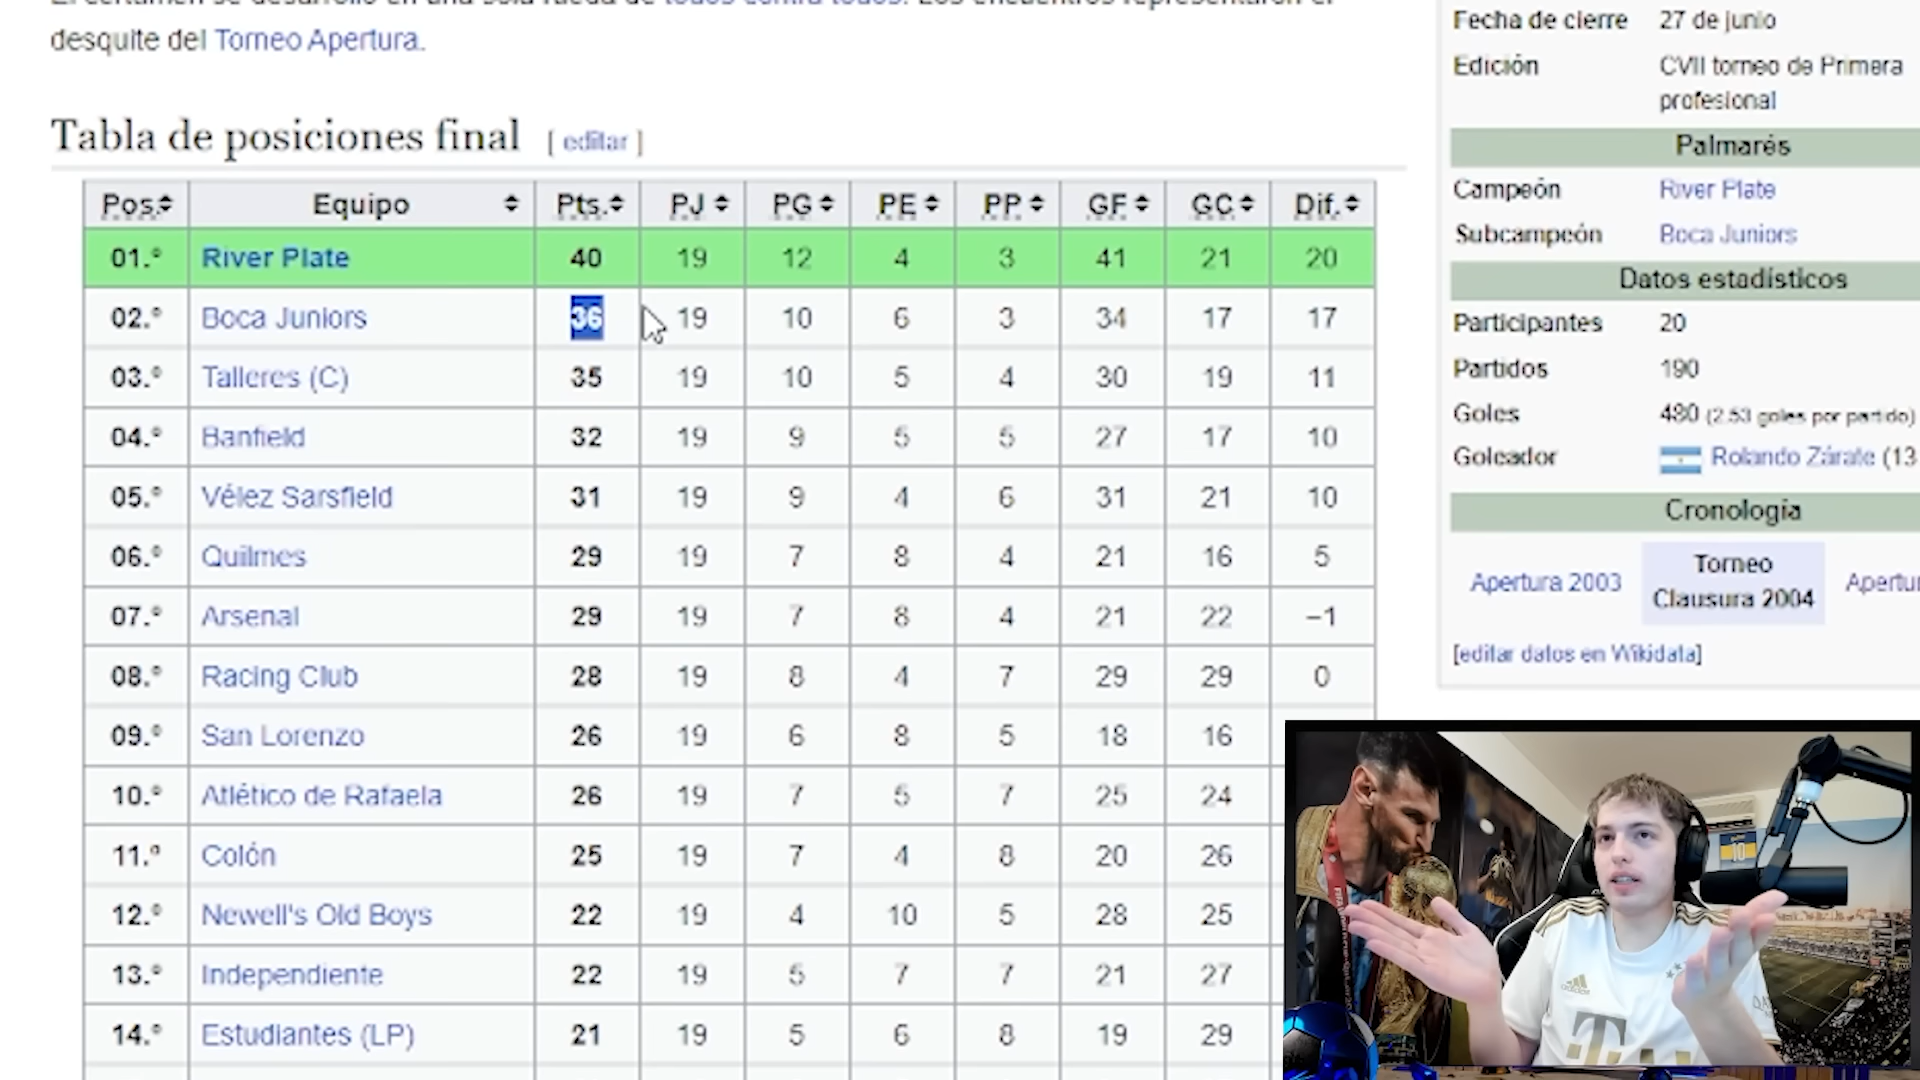 desquite del Torneo Apertura.
Tabla de posiciones final [ editar ]
Pos. Equipo Pts. PJ PG PE PP GF GC Dif.
01.º River Plate 40 19 12 4 3 41 21 20
02.º Boca Juniors 36 19 10 6 3 34 17 17
03.º Talleres (C) 35 19 10 5 4 30 19 11
04.º Banfield 32 19 9 5 5 27 17 10
05.º Vélez Sarsfield 31 19 9 4 6 31 21 10
06.º Quilmes 29 19 7 8 4 21 16 5
07.º Arsenal 29 19 7 8 4 21 22 −1
08.º Racing Club 28 19 8 4 7 29 29 0
09.º San Lorenzo 26 19 6 8 5 18 16
10.º Atlético de Rafaela 26 19 7 5 7 25 24
11.º Colón 25 19 7 4 8 20 26
12.º Newell's Old Boys 22 19 4 10 5 28 25
13.º Independiente 22 19 5 7 7 21 27
14.º Estudiantes (LP) 21 19 5 6 8 19 29
Fecha de cierre 27 de junio
Edición CVII torneo de Primera
profesional
Palmarés
Campeón River Plate
Subcampeón Boca Juniors
Datos estadísticos
Participantes 20
Partidos 190
Goles 480 (2.53 goles por partido)
Goleador Rolando Zárate (13
Cronología
Apertura 2003 Torneo Apertu
Clausura 2004
[editar datos en Wikidata]
10
adidas
T